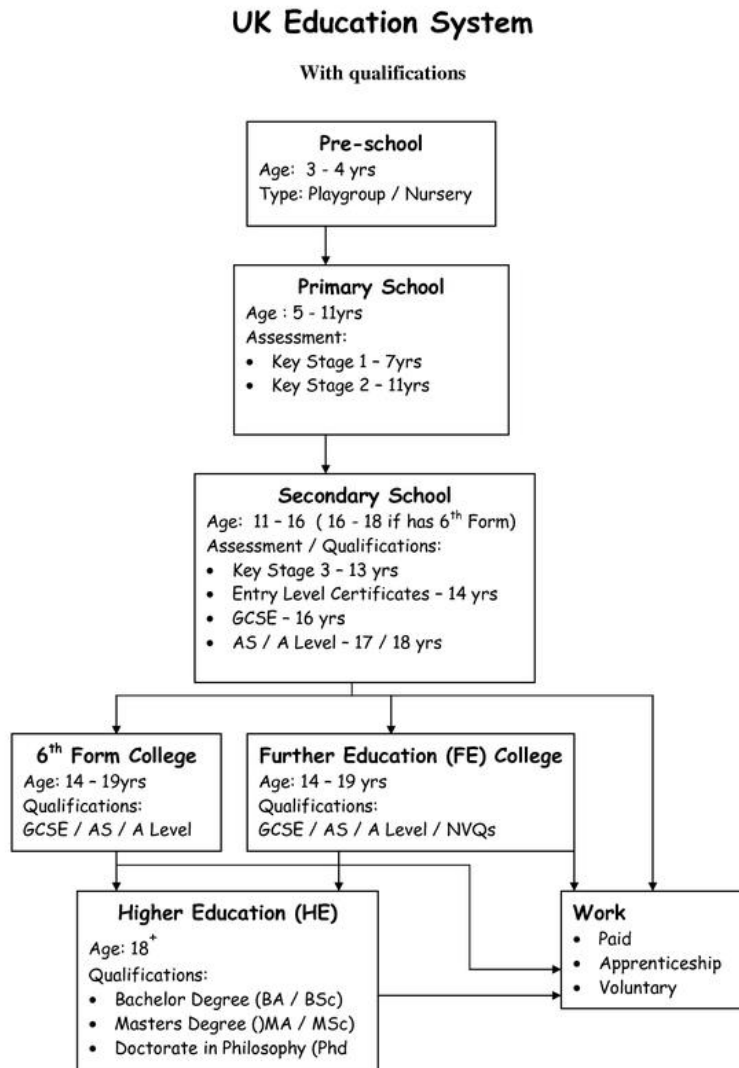 UK Education System
With qualifications
Pre-school
Age: 3 - 4 yrs
Type: Playgroup / Nursery
Primary School
Age : 5 - 11yrs
Assessment:
• Key Stage 1 – 7yrs
• Key Stage 2 – 11yrs
Secondary School
Age: 11 – 16 ( 16 - 18 if has 6th Form)
Assessment / Qualifications:
• Key Stage 3 – 13 yrs
• Entry Level Certificates – 14 yrs
• GCSE – 16 yrs
• AS / A Level – 17 / 18 yrs
6th Form College
Age: 14 – 19yrs
Qualifications:
GCSE / AS / A Level
Further Education (FE) College
Age: 14 – 19 yrs
Qualifications:
GCSE / AS / A Level / NVQs
Higher Education (HE)
Age: 18+
Qualifications:
• Bachelor Degree (BA / BSc)
• Masters Degree ()MA / MSc)
• Doctorate in Philosophy (Phd
Work
• Paid
• Apprenticeship
• Voluntary